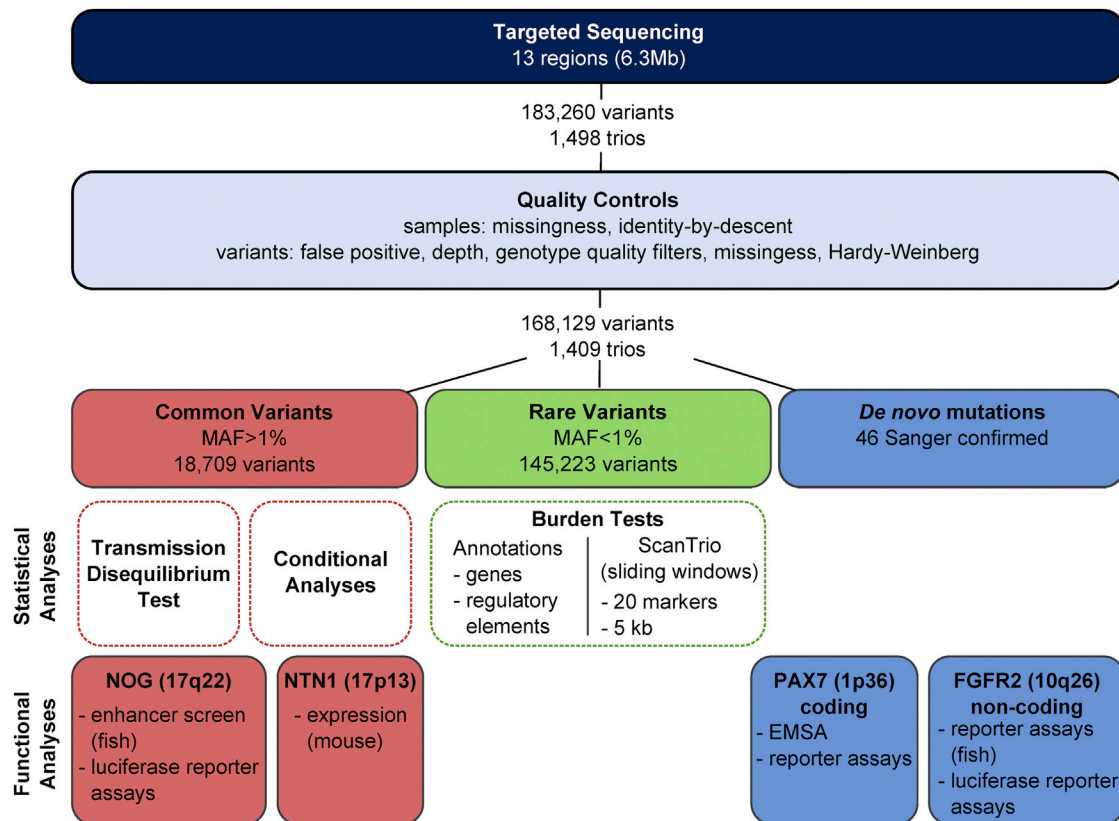 Targeted Sequencing
13 regions (6.3Mb)
183,260 variants
1,498 trios
Quality Controls
samples: missingness, identity-by-descent
variants: false positive, depth, genotype quality filters, missingess, Hardy-Weinberg
168,129 variants
1,409 trios
Common Variants
MAF>1%
18,709 variants
Rare Variants
MAF<1%
145,223 variants
De novo mutations
46 Sanger confirmed
Statistical
Analyses
Transmission
Disequilibrium
Test
Conditional
Analyses
Burden Tests
Annotations
- genes
- regulatory
elements
ScanTrio
(sliding windows)
- 20 markers
- 5 kb
Functional
Analyses
NOG (17q22)
- enhancer screen
(fish)
- luciferase reporter
assays
NTN1 (17p13)
- expression
(mouse)
PAX7 (1p36)
coding
- EMSA
- reporter assays
FGFR2 (10q26)
non-coding
- reporter assays
(fish)
- luciferase reporter
assays